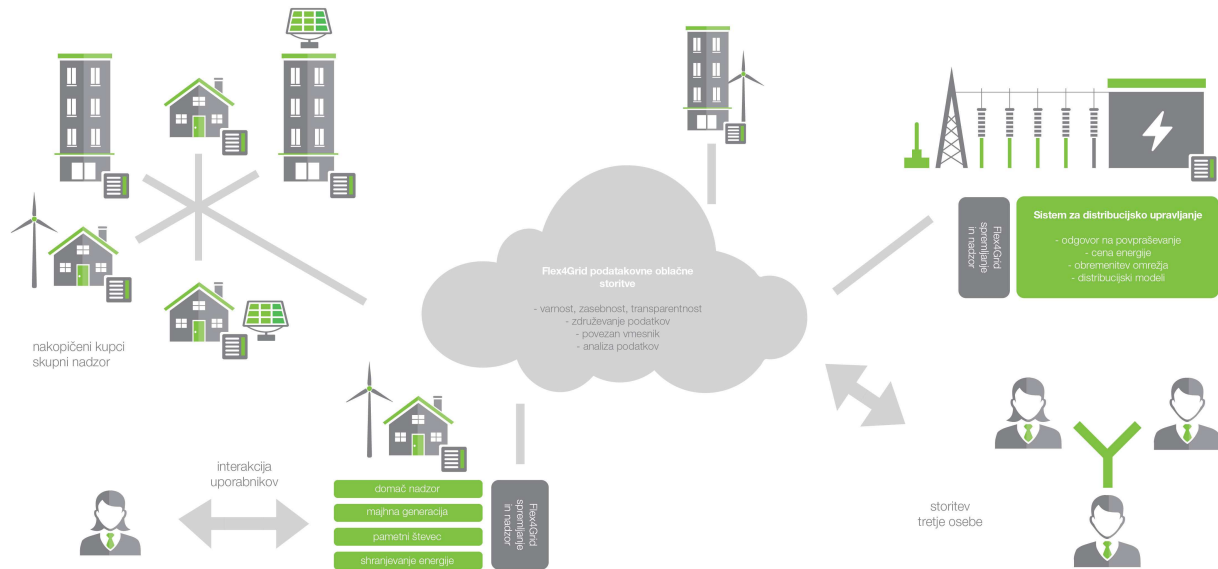 Flex4Grid podatakovne oblačne
storitve
- varnost, zasebnost, transparentnost
- združevanje podatkov
- povezan vmesnik
- analiza podatkov
Flex4Grid
spremljanje
in nadzor
Sistem za distribucijsko upravljanje
- odgovor na povpraševanje
- cena energije
- obremenitev omrežja
- distribucijski modeli
nakopičeni kupci
skupni nadzor
interakcija
uporabnikov
domač nadzor
majhna generacija
pametni števec
shranjevanje energije
Flex4Grid
spremljanje
in nadzor
storitev
tretje osebe